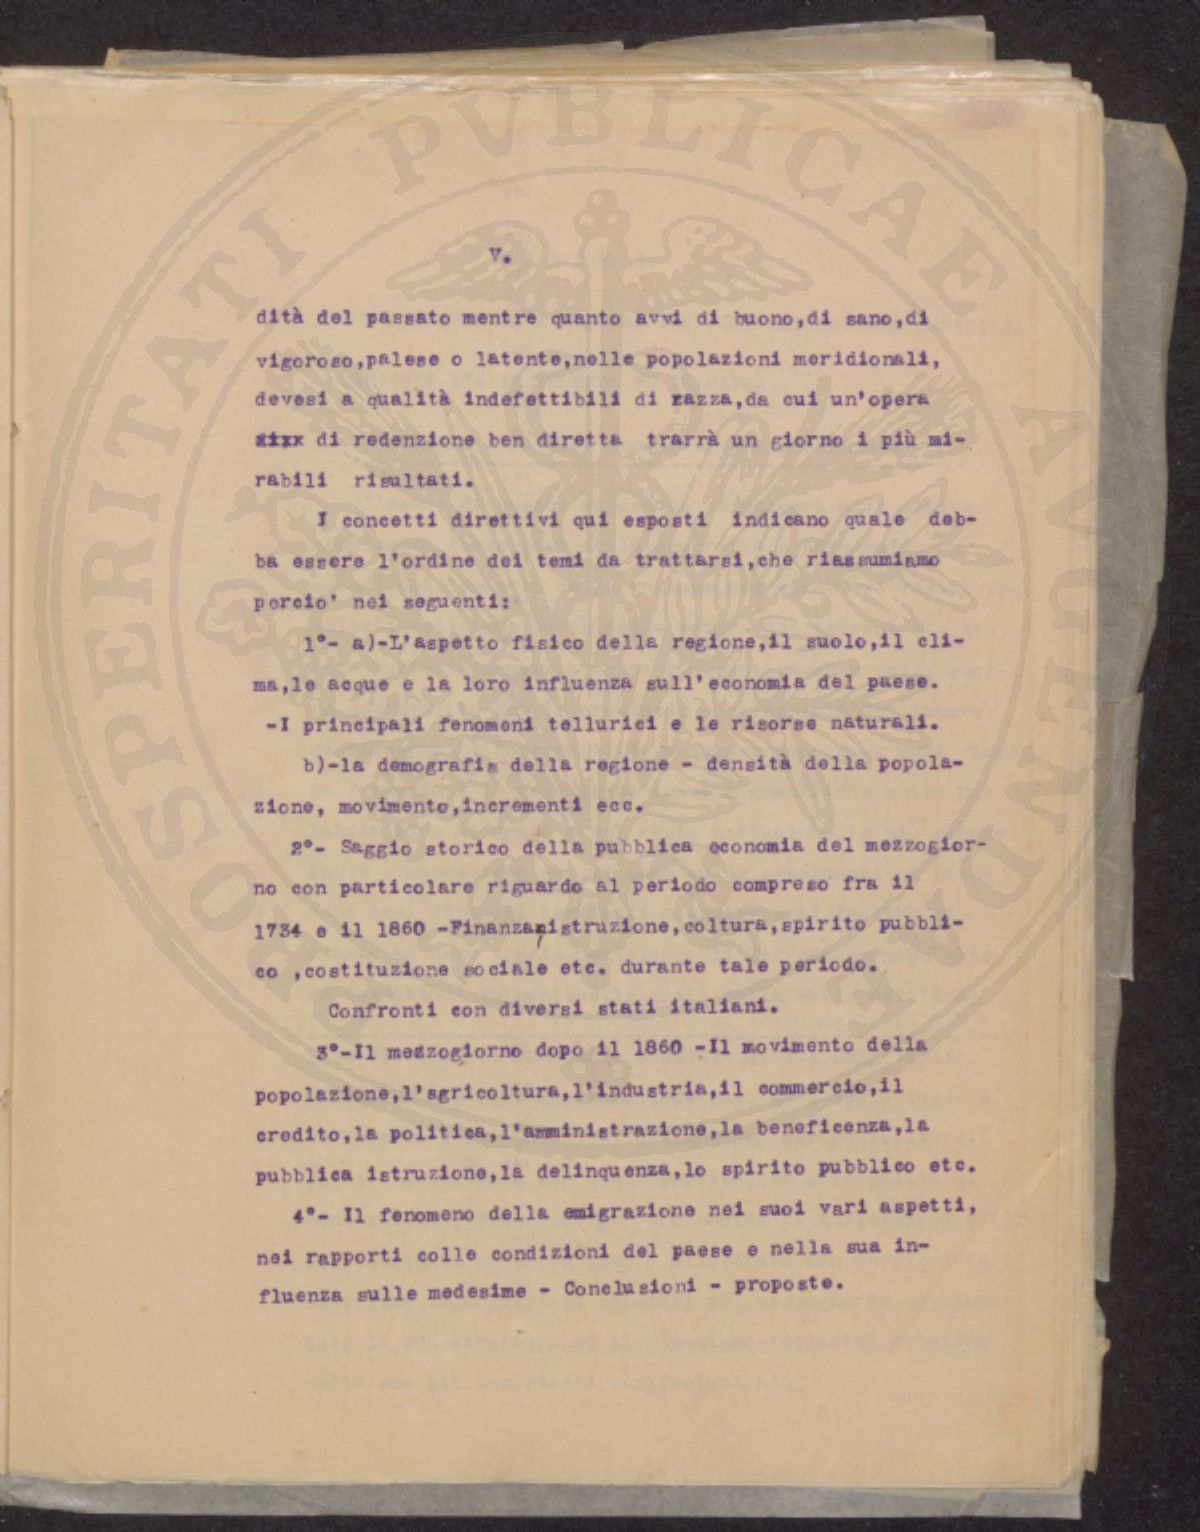 PROSPERITATI PVBLICAE AVGENDAE
V.
dità del passato mentre quanto avvi di buono,di sano,di
vigoroso,palese o latente,nelle popolazioni meridionali,
devesi a qualità indefettibili di razza,da cui un'opera
di redenzione ben diretta trarrà un giorno i più mi-
rabili risultati.
I concetti direttivi qui esposti indicano quale deb-
ba essere l'ordine dei temi da trattarsi,che riassumiamo
percio' nei seguenti:
1°- a)-L'aspetto fisico della regione,il suolo,il cli-
ma,le acque e la loro influenza sull'economia del paese.
-I principali fenomeni tellurici e le risorse naturali.
b)-la demografia della regione - densità della popola-
zione, movimento,incrementi ecc.
2°- Saggio storico della pubblica economia del mezzogior-
no con particolare riguardo al periodo compreso fra il
1734 e il 1860 -Finanza,istruzione,coltura,spirito pubbli-
co ,costituzione sociale etc. durante tale periodo.
Confronti con diversi stati italiani.
3°-Il mezzogiorno dopo il 1860 -Il movimento della
popolazione,l'agricoltura,l'industria,il commercio,il
credito,la politica,l'amministrazione,la beneficenza,la
pubblica istruzione,la delinquenza,lo spirito pubblico etc.
4°- Il fenomeno della emigrazione nei suoi vari aspetti,
nei rapporti colle condizioni del paese e nella sua in-
fluenza sulle medesime - Conclusioni - proposte.